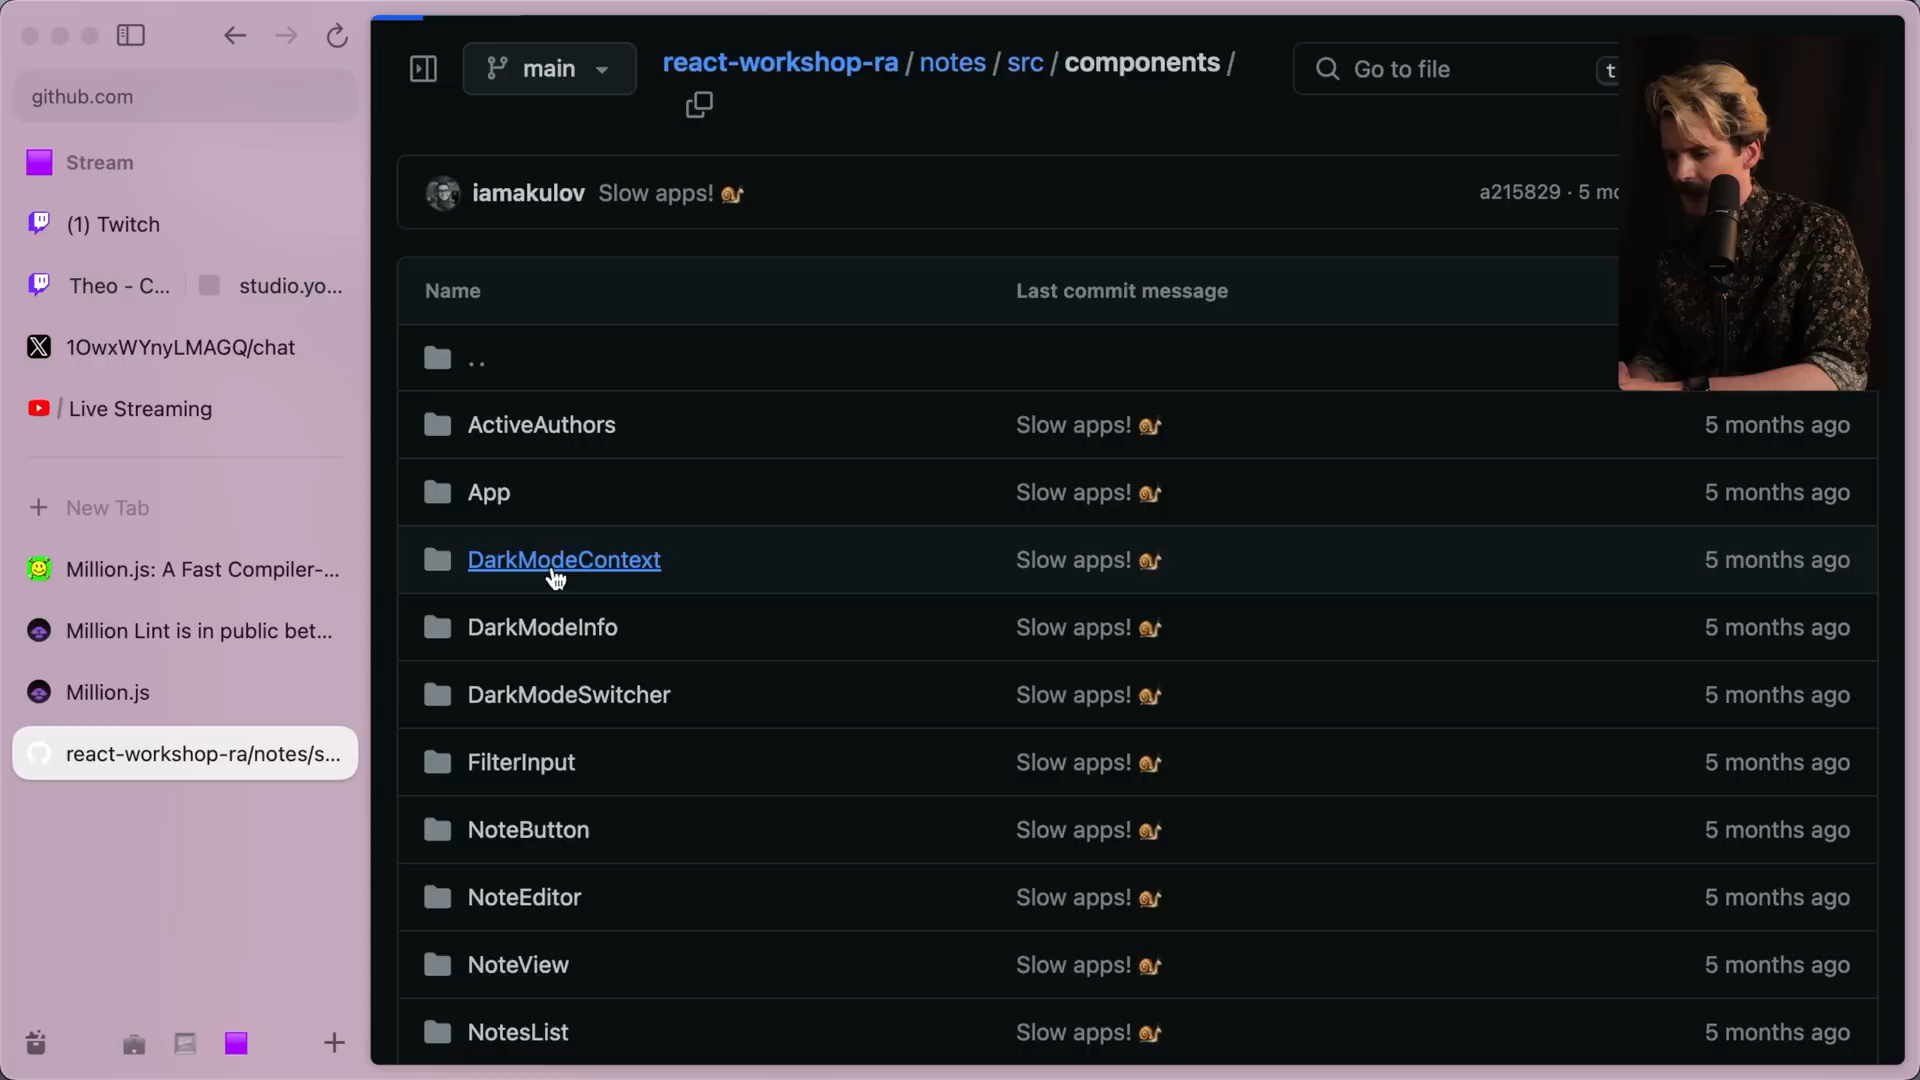 github.com
Stream
(1) Twitch
Theo - C... studio.yo...
1OwxWYnyLMAGQ/chat
/ Live Streaming
+ New Tab
Million.js: A Fast Compiler-...
Million Lint is in public bet...
Million.js
react-workshop-ra/notes/s...
main
react-workshop-ra / notes / src / components /
Go to file
t
iamakulov Slow apps! 🐌
a215829 · 5 mo
Name Last commit message
..
ActiveAuthors Slow apps! 🐌 5 months ago
App Slow apps! 🐌 5 months ago
DarkModeContext Slow apps! 🐌 5 months ago
DarkModeInfo Slow apps! 🐌 5 months ago
DarkModeSwitcher Slow apps! 🐌 5 months ago
FilterInput Slow apps! 🐌 5 months ago
NoteButton Slow apps! 🐌 5 months ago
NoteEditor Slow apps! 🐌 5 months ago
NoteView Slow apps! 🐌 5 months ago
NotesList Slow apps! 🐌 5 months ago